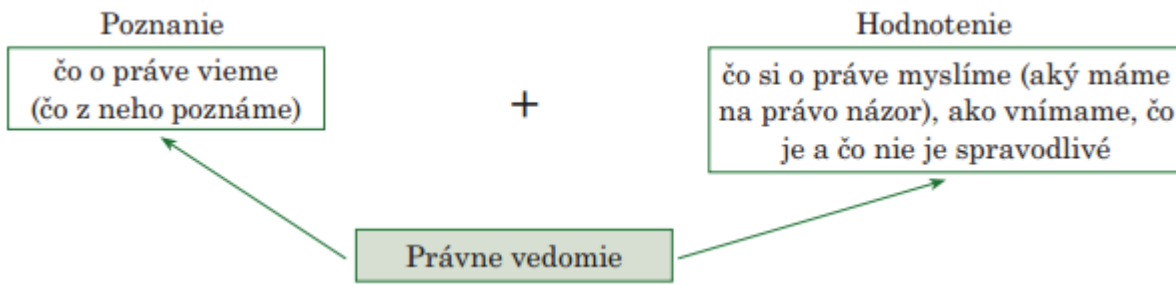 Poznanie
čo o práve vieme
(čo z neho poznáme)
+
Hodnotenie
čo si o práve myslíme (aký máme
na právo názor), ako vnímame, čo
je a čo nie je spravodlivé
Právne vedomie